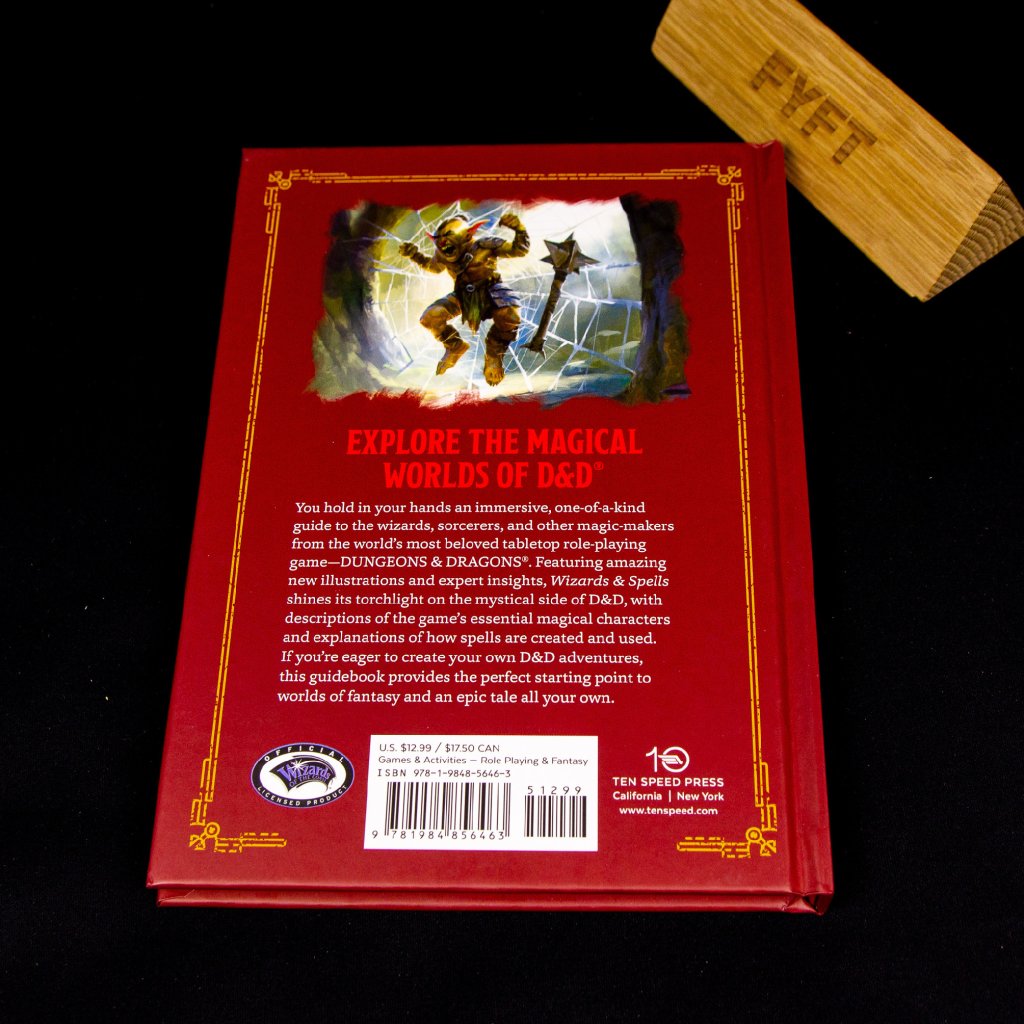 FYFT
EXPLORE THE MAGICAL
WORLDS OF D&D®
You hold in your hands an immersive, one-of-a-kind
guide to the wizards, sorcerers, and other magic-makers
from the world's most beloved tabletop role-playing
game—DUNGEONS & DRAGONS®. Featuring amazing
new illustrations and expert insights, Wizards & Spells
shines its torchlight on the mystical side of D&D, with
descriptions of the game's essential magical characters
and explanations of how spells are created and used.
If you're eager to create your own D&D adventures,
this guidebook provides the perfect starting point to
worlds of fantasy and an epic tale all your own.
OFFICIAL
Wizards
OF THE COAST
LICENSED PRODUCT
U.S. $12.99 / $17.50 CAN
Games & Activities — Role Playing & Fantasy
ISBN 978-1-9848-5646-3
51299
9 781984 856463
10
TEN SPEED PRESS
California | New York
www.tenspeed.com